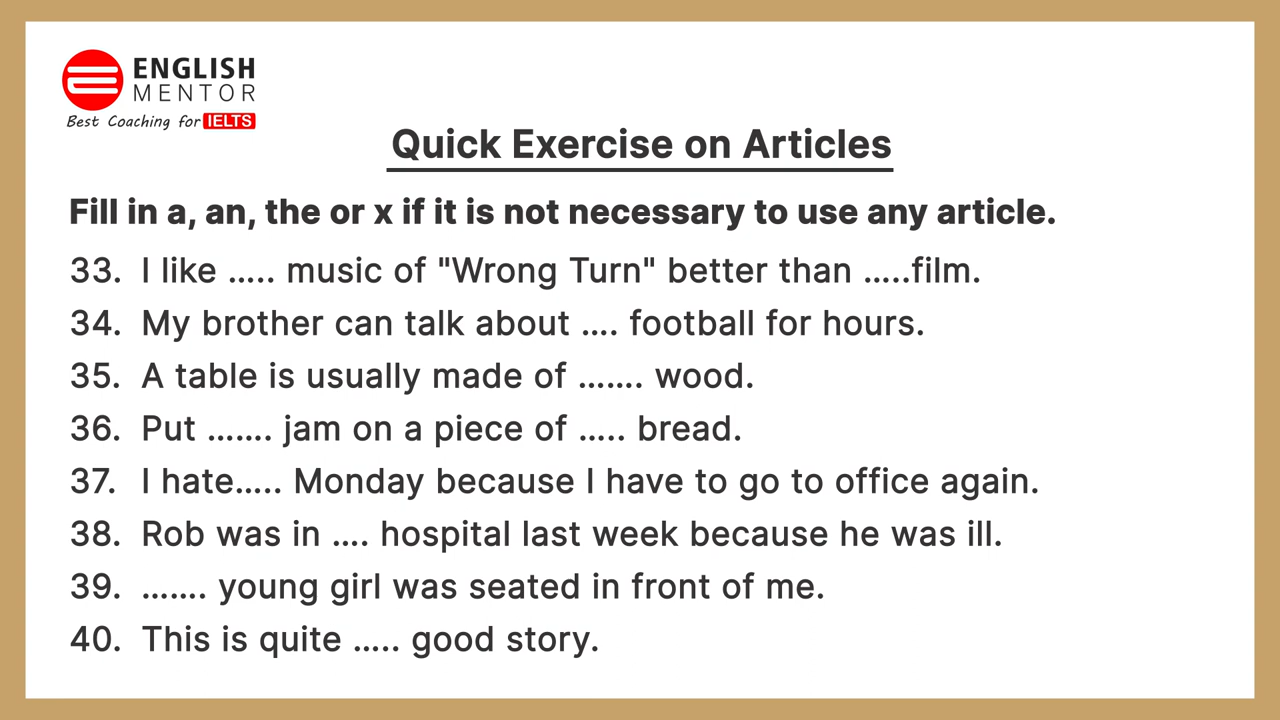 ENGLISH
MENTOR
Best Coaching for IELTS
Quick Exercise on Articles
Fill in a, an, the or x if it is not necessary to use any article.
33. I like ..... music of "Wrong Turn" better than .....film.
34. My brother can talk about .... football for hours.
35. A table is usually made of ....... wood.
36. Put ....... jam on a piece of ..... bread.
37. I hate..... Monday because I have to go to office again.
38. Rob was in .... hospital last week because he was ill.
39. ....... young girl was seated in front of me.
40. This is quite ..... good story.